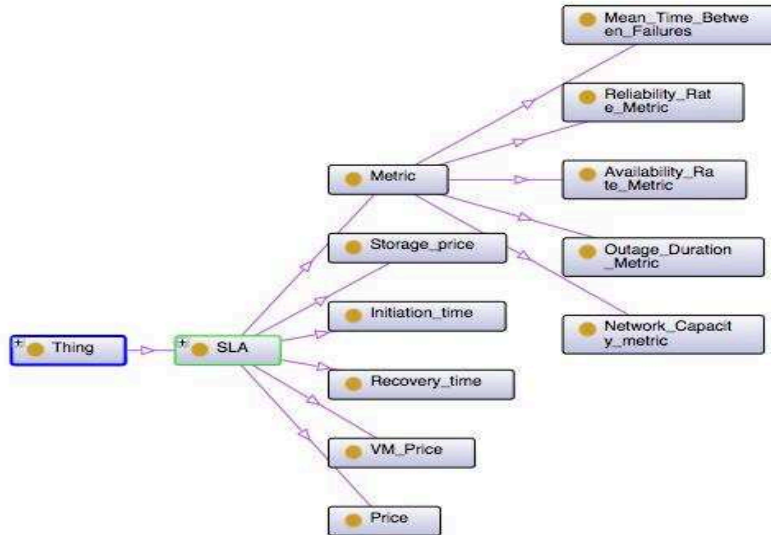 Mean_Time_Betwe
en_Failures
Reliability_Rat
e_Metric
Metric
Availability_Ra
te_Metric
Storage_price
Outage_Duration
_Metric
Initiation_time
Network_Capacit
y_metric
+ Thing
+ SLA
Recovery_time
VM_Price
Price